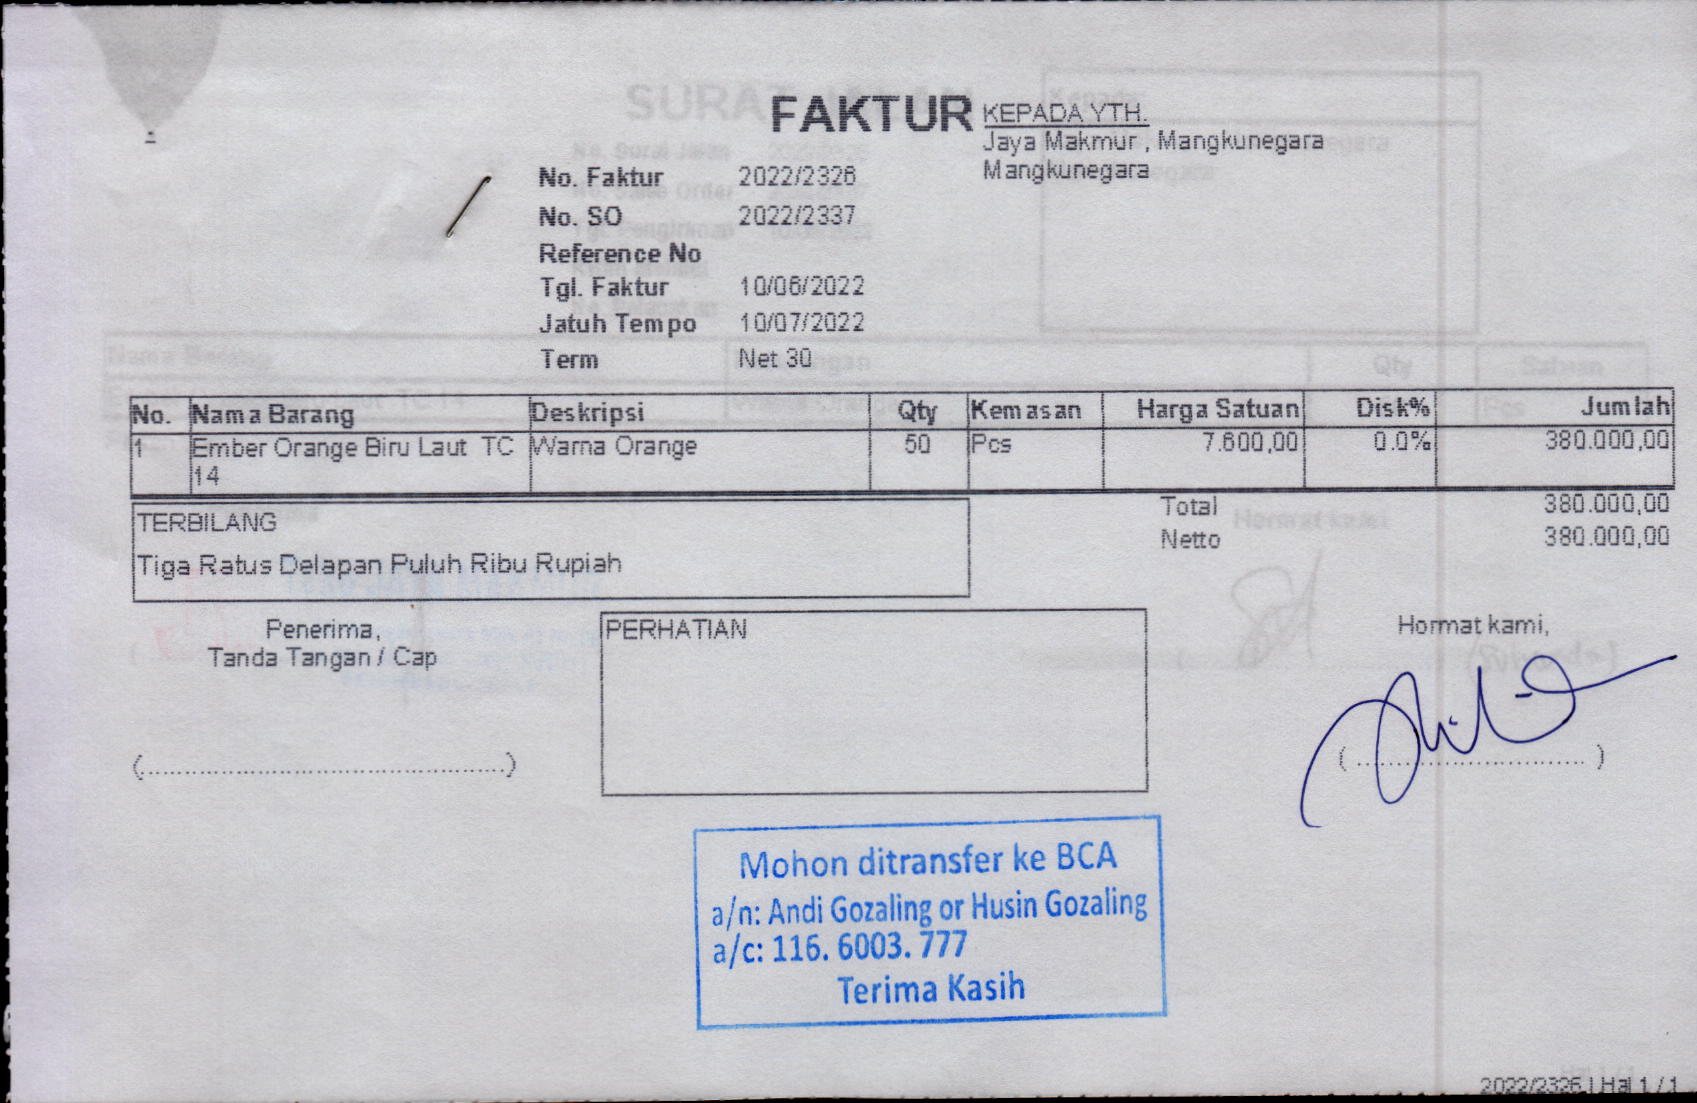 FAKTUR
KEPADA YTH.
Jaya Makmur , Mangkunegara
Mangkunegara
No. Faktur 2022/2326
No. SO 2022/2337
Reference No
Tgl. Faktur 10/06/2022
Jatuh Tempo 10/07/2022
Term Net 30
No. Nama Barang Deskripsi Qty Kemasan Harga Satuan Disk% Jumlah
1 Ember Orange Biru Laut TC Warna Orange 50 Pcs 7.600,00 0.0% 380.000,00
14
Total 380.000,00
Netto 380.000,00
TERBILANG
Tiga Ratus Delapan Puluh Ribu Rupiah
Penerima,
Tanda Tangan / Cap
PERHATIAN
Hormat kami,
(.................................................)
( ............................... )
Mohon ditransfer ke BCA
a/n: Andi Gozaling or Husin Gozaling
a/c: 116. 6003. 777
Terima Kasih
2022/2326 | Hal 1 / 1